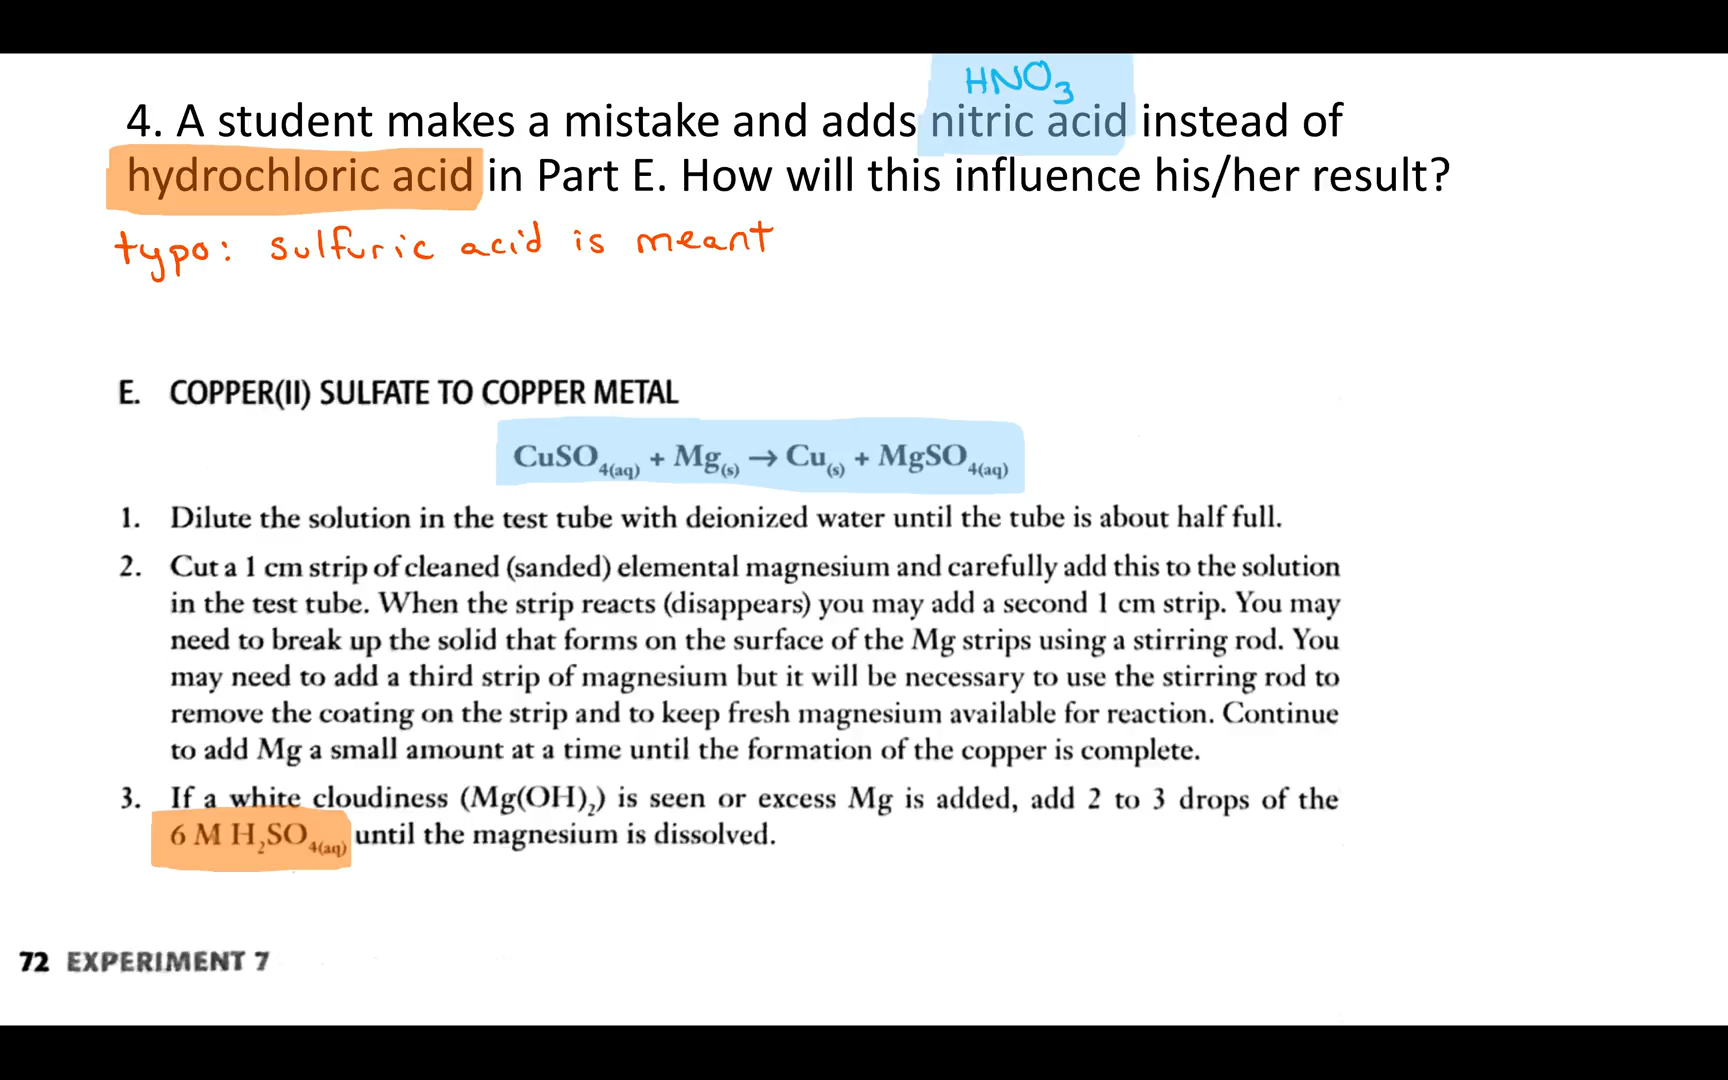 HNO₃
4. A student makes a mistake and adds nitric acid instead of
hydrochloric acid in Part E. How will this influence his/her result?
typo: sulfuric acid is meant
E. COPPER(II) SULFATE TO COPPER METAL
CuSO₄(aq) + Mg(s) → Cu(s) + MgSO₄(aq)
1. Dilute the solution in the test tube with deionized water until the tube is about half full.
2. Cut a 1 cm strip of cleaned (sanded) elemental magnesium and carefully add this to the solution
in the test tube. When the strip reacts (disappears) you may add a second 1 cm strip. You may
need to break up the solid that forms on the surface of the Mg strips using a stirring rod. You
may need to add a third strip of magnesium but it will be necessary to use the stirring rod to
remove the coating on the strip and to keep fresh magnesium available for reaction. Continue
to add Mg a small amount at a time until the formation of the copper is complete.
3. If a white cloudiness (Mg(OH)₂) is seen or excess Mg is added, add 2 to 3 drops of the
6 M H₂SO₄(aq) until the magnesium is dissolved.
72 EXPERIMENT 7